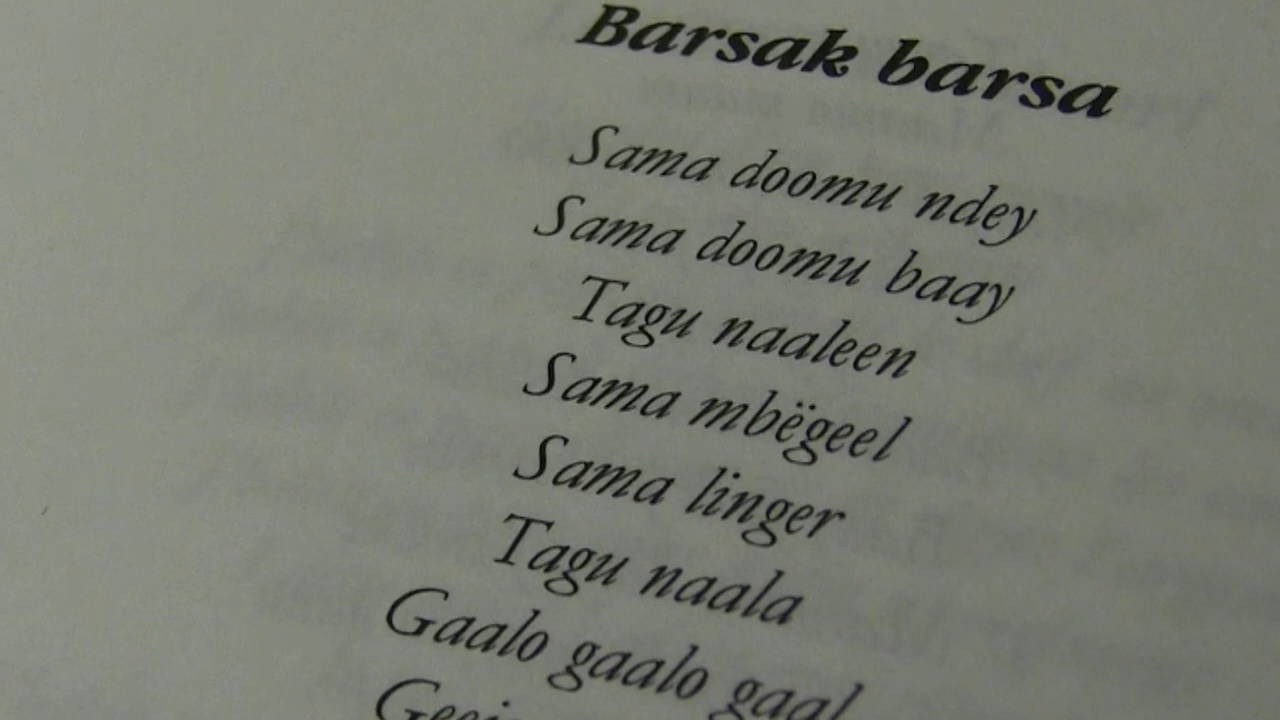 Barsak barsa
Sama doomu ndey
Sama doomu baay
Tagu naaleen
Sama mbëgeel
Sama linger
Tagu naala
Gaalo gaalo gaal